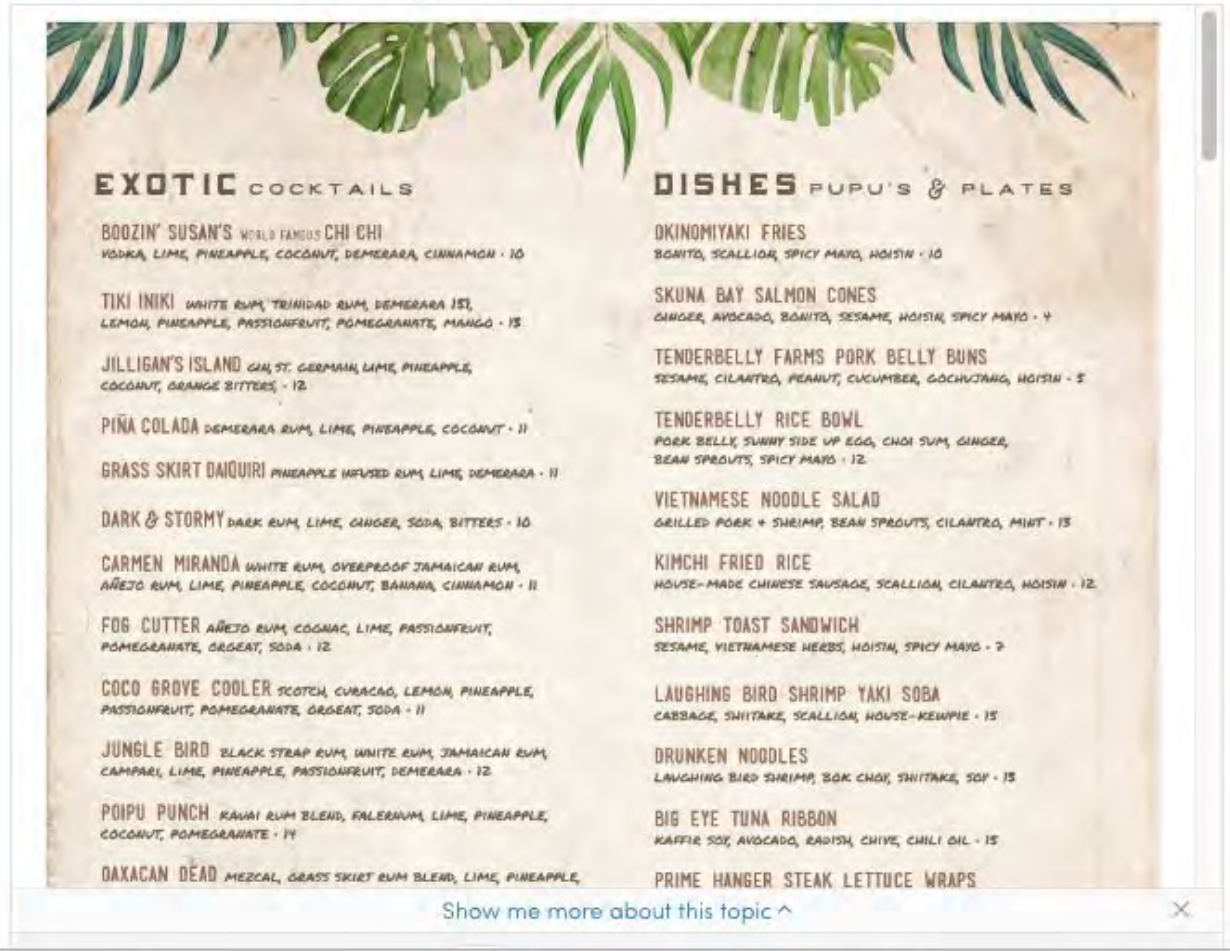 EXOTIC COCKTAILS
BOOZIN' SUSAN'S WORLD FAMOUS CHI CHI
VODKA, LIME, PINEAPPLE, COCONUT, DEMERARA, CINNAMON · 10
TIKI INIKI WHITE RUM, TRINIDAD RUM, DEMERARA 151,
LEMON, PINEAPPLE, PASSIONFRUIT, POMEGRANATE, MANGO · 13
JILLIGAN'S ISLAND GIN, ST. GERMAIN, LIME, PINEAPPLE,
COCONUT, ORANGE BITTERS, · 12
PIÑA COLADA DEMERARA RUM, LIME, PINEAPPLE, COCONUT · 11
GRASS SKIRT DAIQUIRI PINEAPPLE INFUSED RUM, LIME, DEMERARA · 11
DARK & STORMY DARK RUM, LIME, GINGER, SODA, BITTERS · 10
CARMEN MIRANDA WHITE RUM, OVERPROOF JAMAICAN RUM,
AÑEJO RUM, LIME, PINEAPPLE, COCONUT, BANANA, CINNAMON · 11
FOG CUTTER AÑEJO RUM, COGNAC, LIME, PASSIONFRUIT,
POMEGRANATE, ORGEAT, SODA · 12
COCO GROVE COOLER SCOTCH, CURACAO, LEMON, PINEAPPLE,
PASSIONFRUIT, POMEGRANATE, ORGEAT, SODA · 11
JUNGLE BIRD BLACK STRAP RUM, WHITE RUM, JAMAICAN RUM,
CAMPARI, LIME, PINEAPPLE, PASSIONFRUIT, DEMERARA · 12
POIPU PUNCH KAUAI RUM BLEND, FALERNUM, LIME, PINEAPPLE,
COCONUT, POMEGRANATE · 14
OAXACAN DEAD MEZCAL, GRASS SKIRT RUM BLEND, LIME, PINEAPPLE,
DISHES PUPU'S & PLATES
OKINOMIYAKI FRIES
BONITO, SCALLION, SPICY MAYO, HOISIN · 10
SKUNA BAY SALMON CONES
GINGER, AVOCADO, BONITO, SESAME, HOISIN, SPICY MAYO · 4
TENDERBELLY FARMS PORK BELLY BUNS
SESAME, CILANTRO, PEANUT, CUCUMBER, GOCHUJANG, HOISIN · 5
TENDERBELLY RICE BOWL
PORK BELLY, SUNNY SIDE UP EGG, CHOI SUM, GINGER,
BEAN SPROUTS, SPICY MAYO · 12
VIETNAMESE NOODLE SALAD
GRILLED PORK + SHRIMP, BEAN SPROUTS, CILANTRO, MINT · 13
KIMCHI FRIED RICE
HOUSE-MADE CHINESE SAUSAGE, SCALLION, CILANTRO, HOISIN · 12
SHRIMP TOAST SANDWICH
SESAME, VIETNAMESE HERBS, HOISIN, SPICY MAYO · 7
LAUGHING BIRD SHRIMP YAKI SOBA
CABBAGE, SHIITAKE, SCALLION, HOUSE-KEWPIE · 15
DRUNKEN NOODLES
LAUGHING BIRD SHRIMP, BOK CHOY, SHIITAKE, SOY · 15
BIG EYE TUNA RIBBON
KAFFIR SOY, AVOCADO, RADISH, CHIVE, CHILI OIL · 15
PRIME HANGER STEAK LETTUCE WRAPS
Show me more about this topic ^